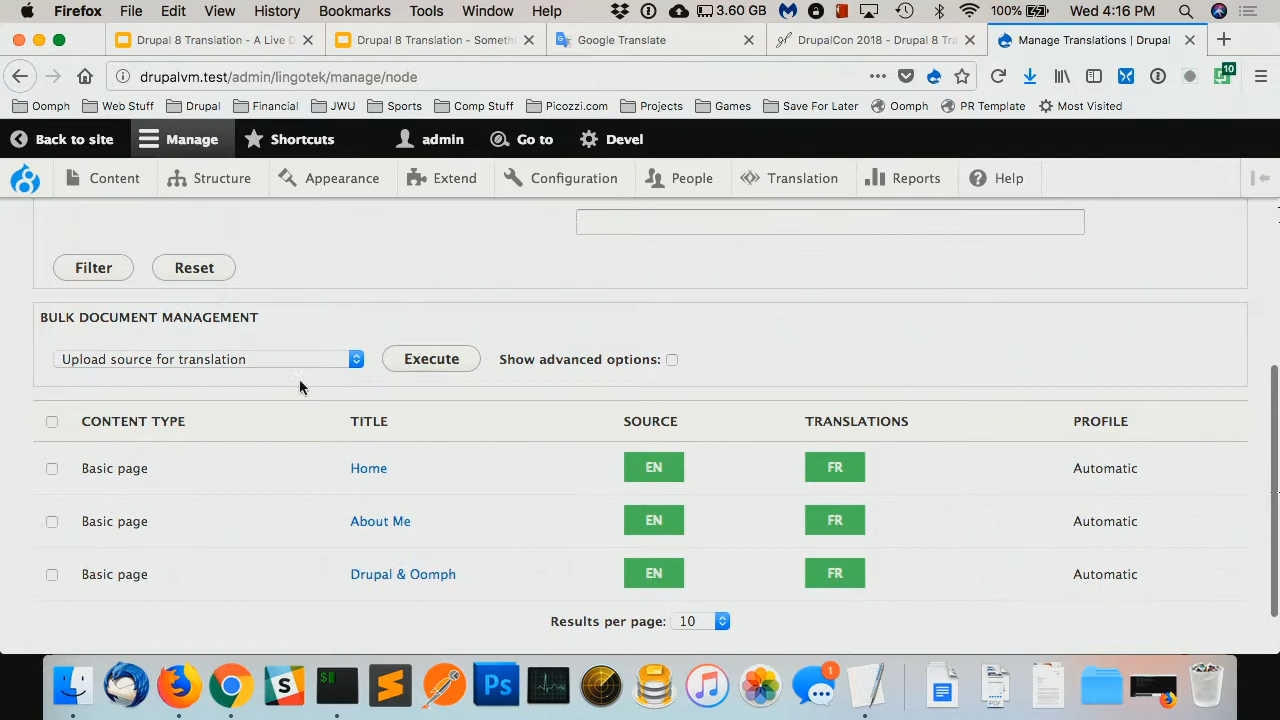 Firefox File Edit View History Bookmarks Tools Window Help 3.60 GB 100% Wed 4:16 PM
Drupal 8 Translation - A Live D Drupal 8 Translation - Someth Google Translate DrupalCon 2018 - Drupal 8 Tra Manage Translations | Drupal
drupalvm.test/admin/lingotek/manage/node 10
Oomph Web Stuff Drupal Financial JWU Sports Comp Stuff Picozzi.com Projects Games Save For Later Oomph PR Template Most Visited
Back to site Manage Shortcuts admin Go to Devel
Content Structure Appearance Extend Configuration People Translation Reports Help
Filter Reset
BULK DOCUMENT MANAGEMENT
Upload source for translation Execute Show advanced options:
CONTENT TYPE TITLE SOURCE TRANSLATIONS PROFILE
Basic page Home EN FR Automatic
Basic page About Me EN FR Automatic
Basic page Drupal & Oomph EN FR Automatic
Results per page: 10
$ Ps 1